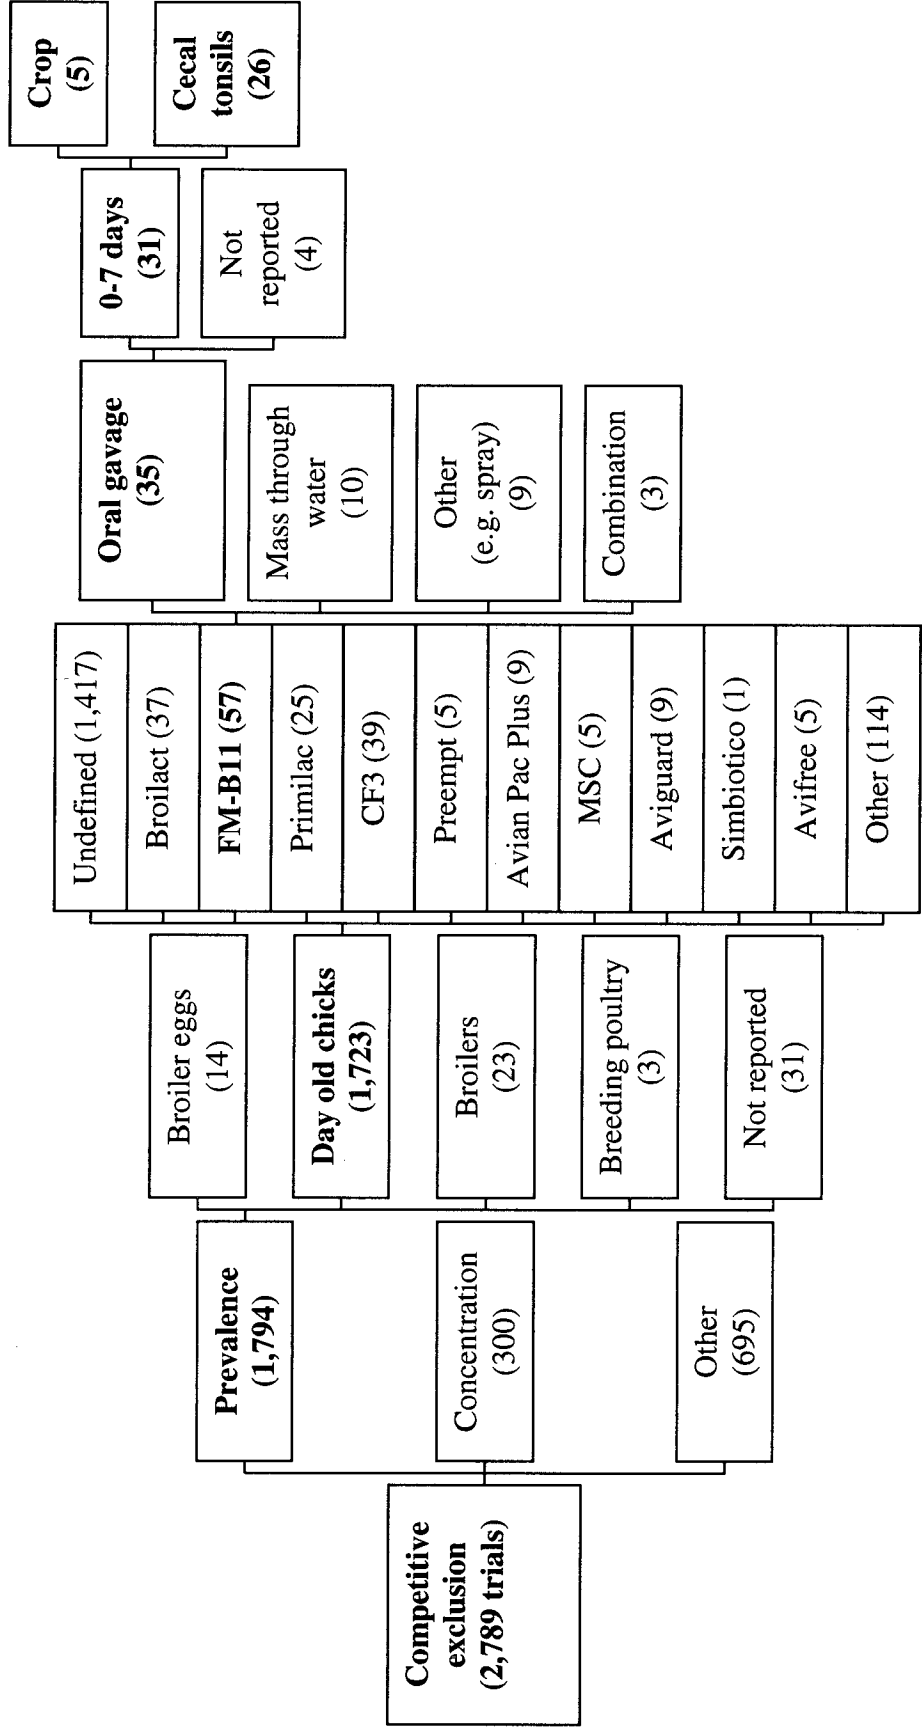 Competitive
exclusion
(2,789 trials)
Prevalence
(1,794)
Concentration
(300)
Other
(695)
Broiler eggs
(14)
Day old chicks
(1,723)
Broilers
(23)
Breeding poultry
(3)
Not reported
(31)
Undefined (1,417)
Broilact (37)
FM-B11 (57)
Primilac (25)
CF3 (39)
Preempt (5)
Avian Pac Plus (9)
MSC (5)
Aviguard (9)
Simbiotico (1)
Avifree (5)
Other (114)
Oral gavage
(35)
Mass through
water
(10)
Other
(e.g. spray)
(9)
Combination
(3)
0-7 days
(31)
Not
reported
(4)
Crop
(5)
Cecal
tonsils
(26)